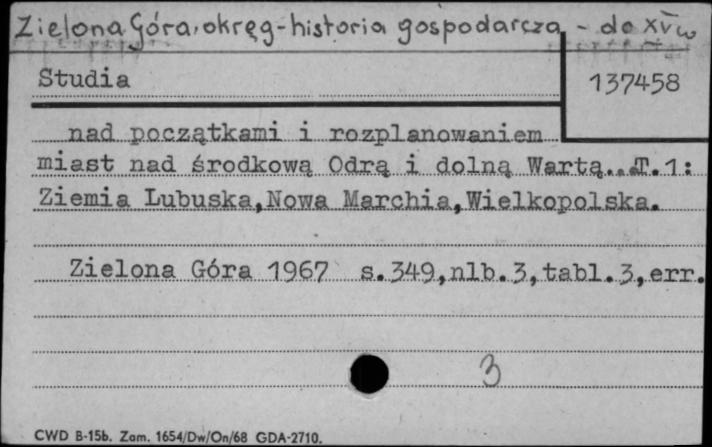 Zielona Góra, okręg - historia gospodarcza - do XV w
Studia
137458
nad początkami i rozplanowaniem
miast nad środkową Odrą i dolną Wartą...T.1:
Ziemia Lubuska,Nowa Marchia,Wielkopolska.
Zielona Góra 1967 s.349,nlb.3,tabl.3,err.
3
CWD B-15b. Zam. 1654/Dw/On/68 GDA-2710.